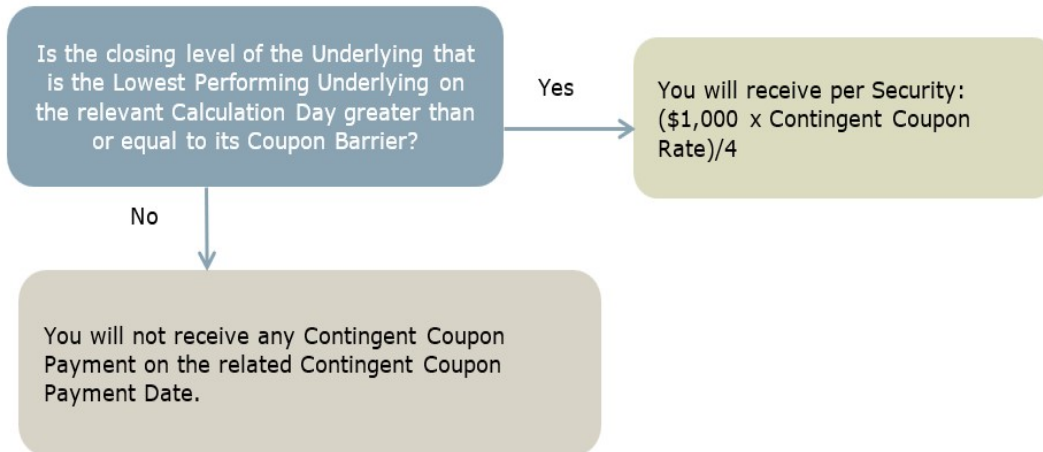 Is the closing level of the Underlying that
is the Lowest Performing Underlying on
the relevant Calculation Day greater than
or equal to its Coupon Barrier?
Yes
You will receive per Security:
($1,000 x Contingent Coupon
Rate)/4
No
You will not receive any Contingent Coupon
Payment on the related Contingent Coupon
Payment Date.